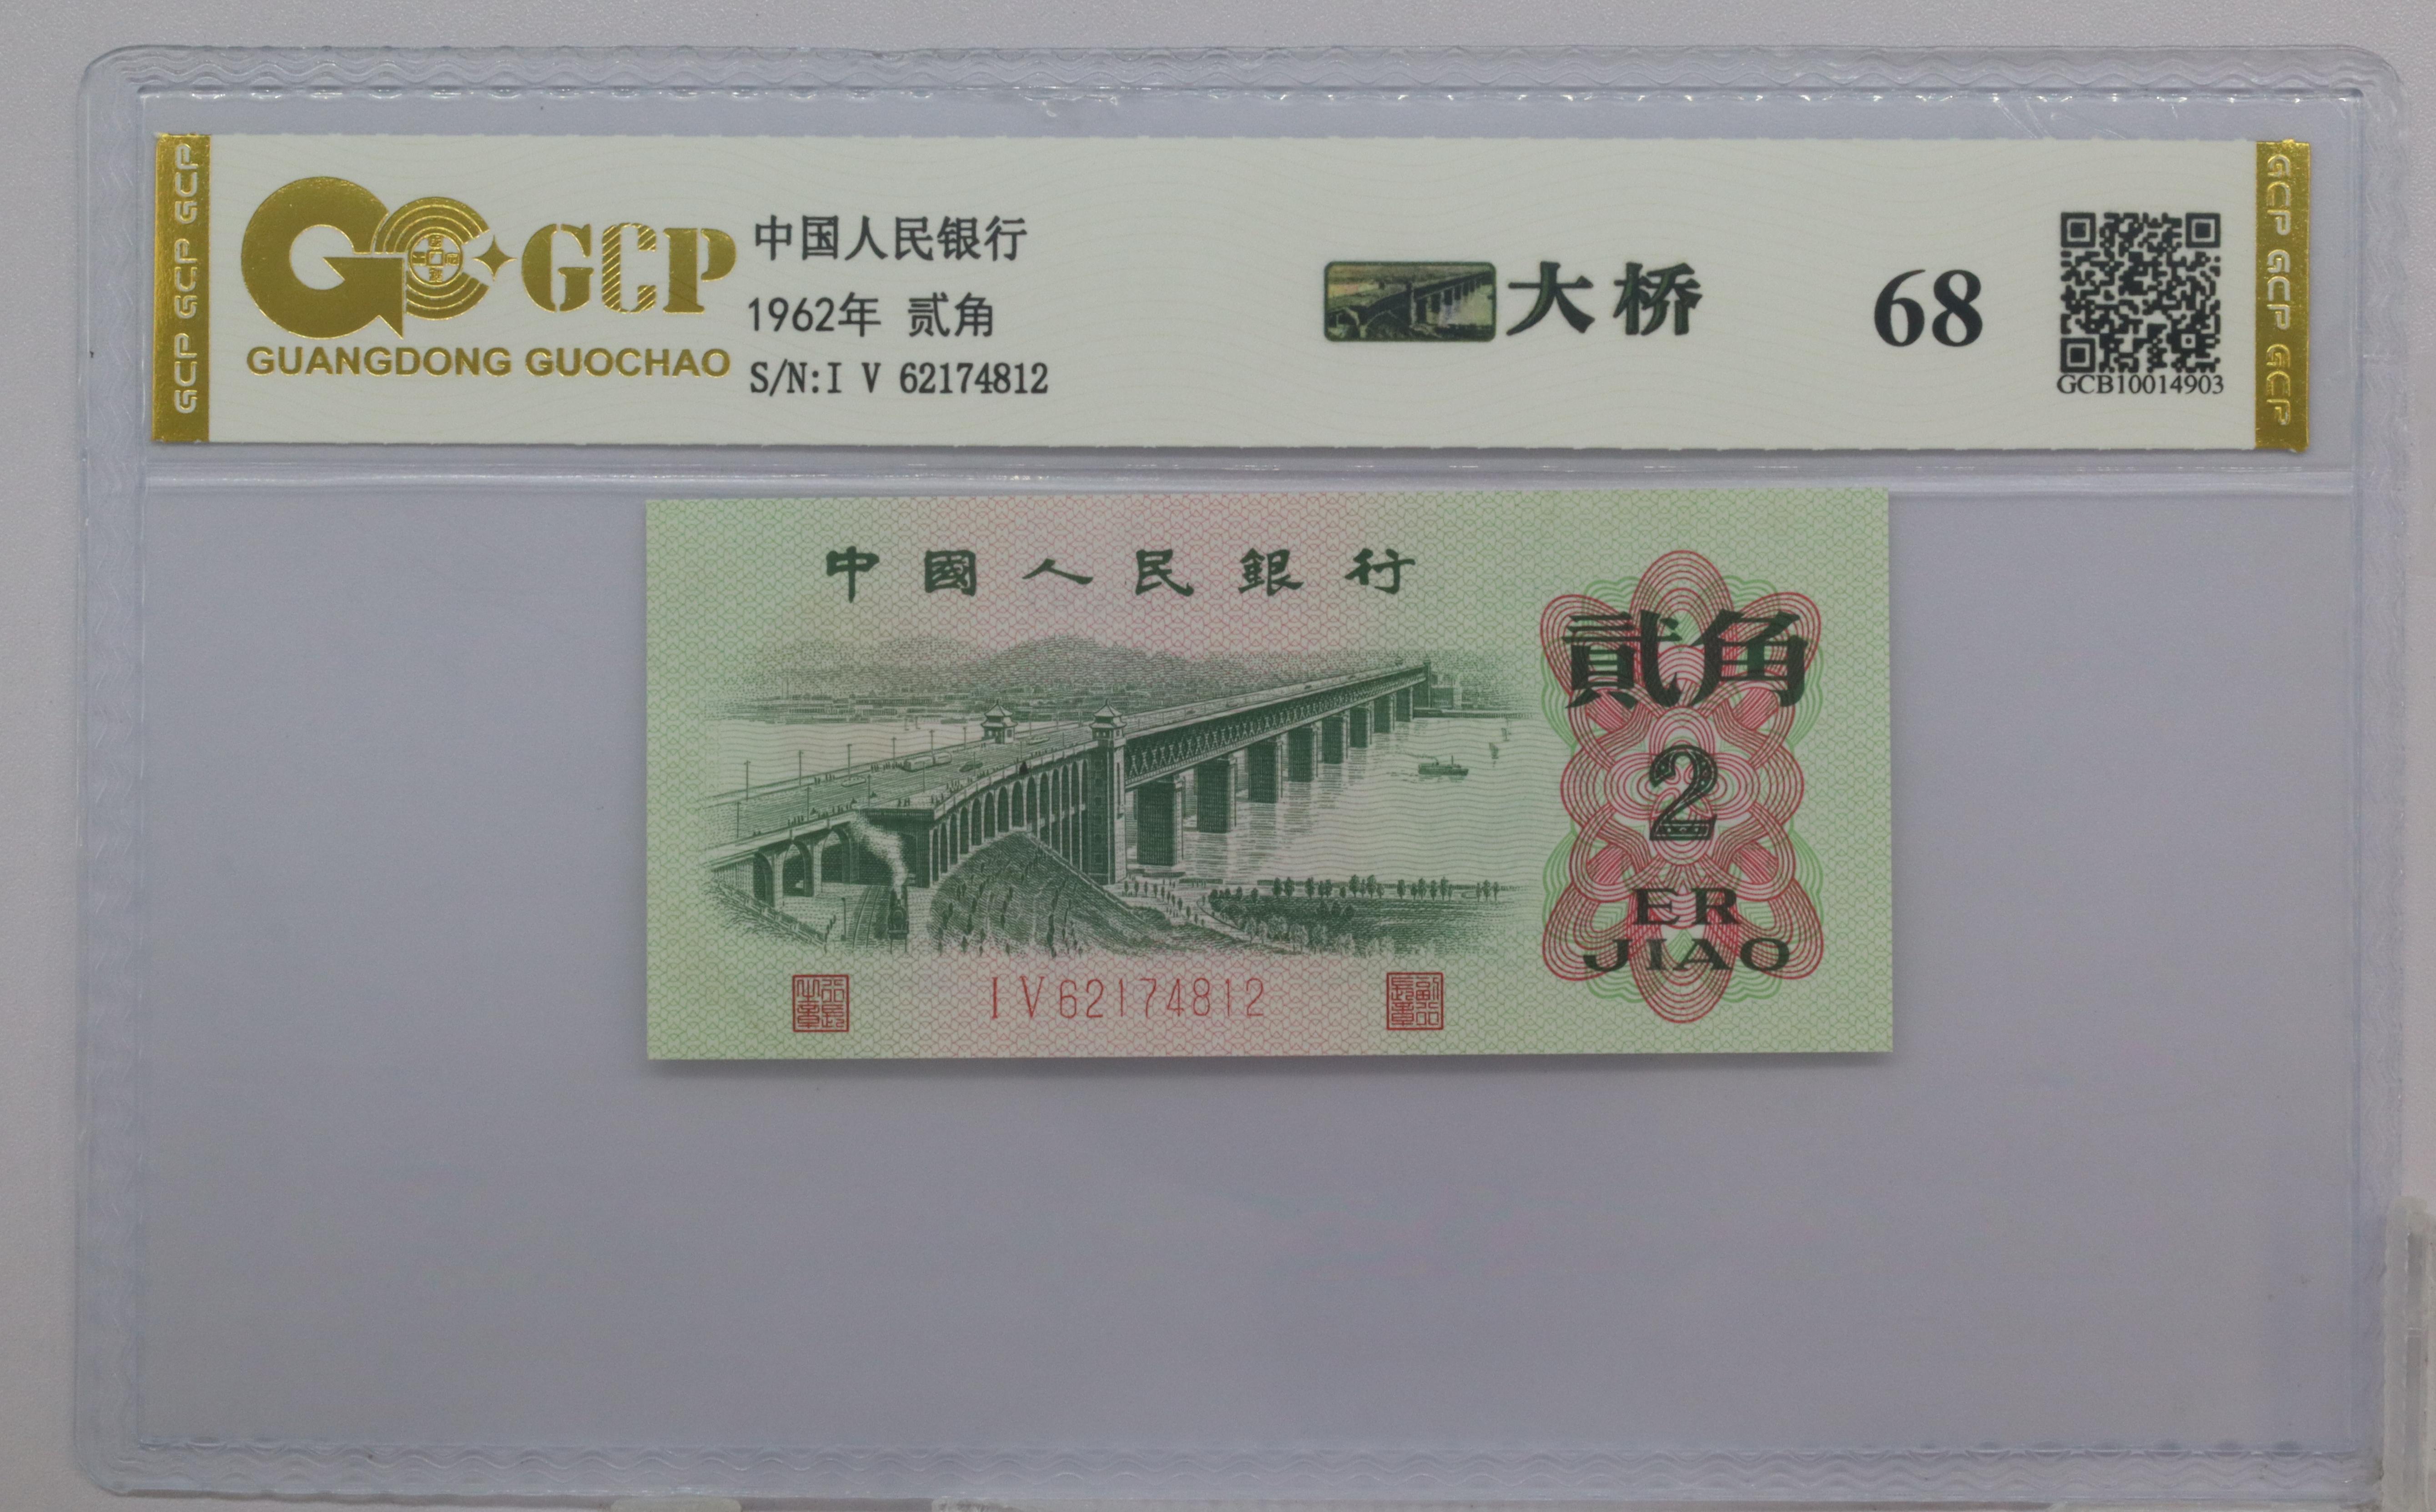 GCP GCP GCP
GCP
GUANGDONG GUOCHAO
中国人民银行
1962年 贰角
S/N:I V 62174812
大桥
68
GCB10014903
GCP GCP GCP
中國人民銀行
貳角
2
ER
JIAO
I V 62174812